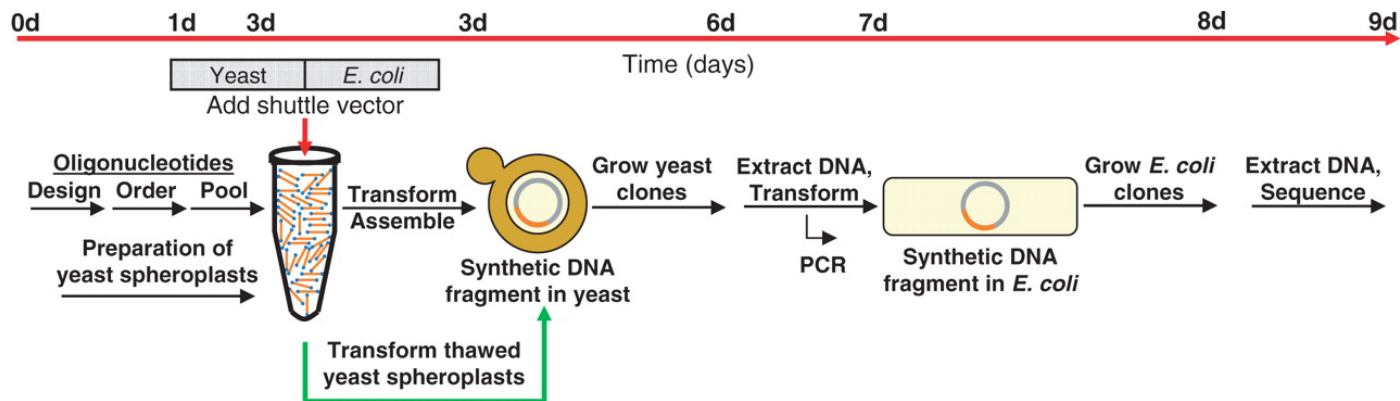 0d 1d 3d 3d 6d 7d 8d 9d
Time (days)
Yeast E. coli
Add shuttle vector
Oligonucleotides
Design Order Pool
Preparation of
yeast spheroplasts
Transform
Assemble
Synthetic DNA
fragment in yeast
Transform thawed
yeast spheroplasts
Grow yeast
clones
Extract DNA,
Transform
PCR
Synthetic DNA
fragment in E. coli
Grow E. coli
clones
Extract DNA,
Sequence